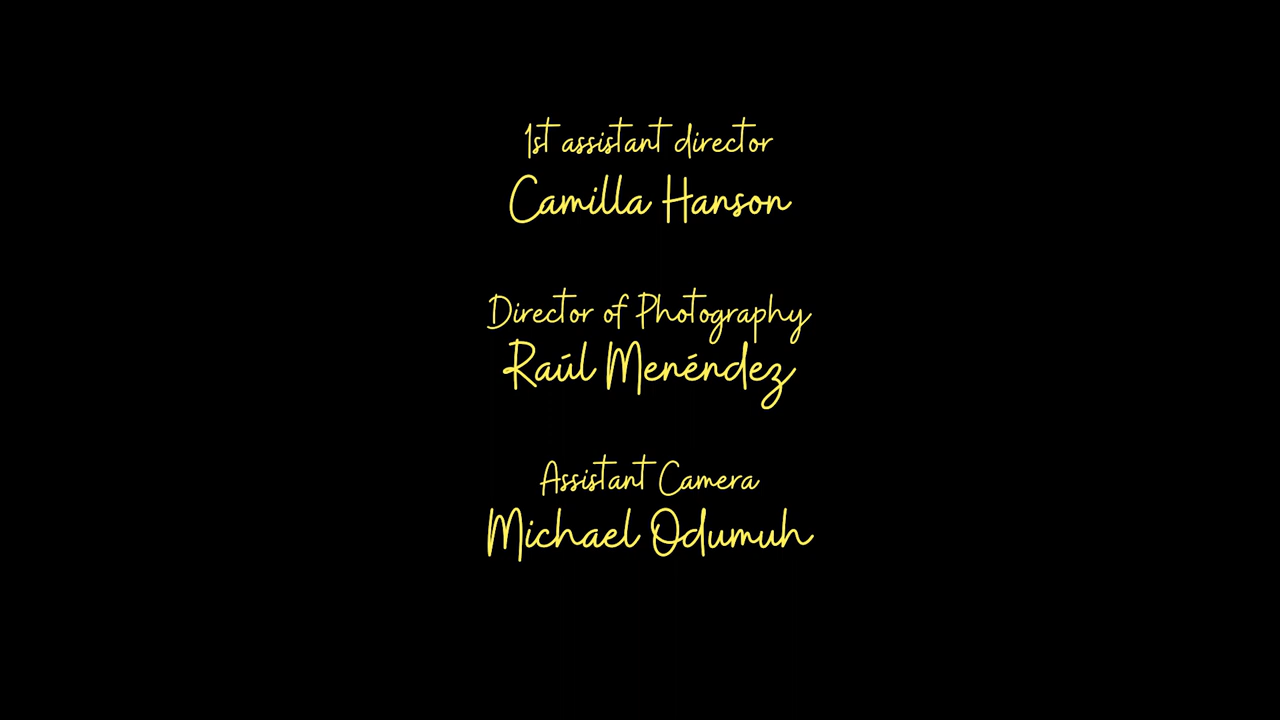 1st assistant director
Camilla Hanson
Director of Photography
Raúl Menéndez
Assistant Camera
Michael Odumuh